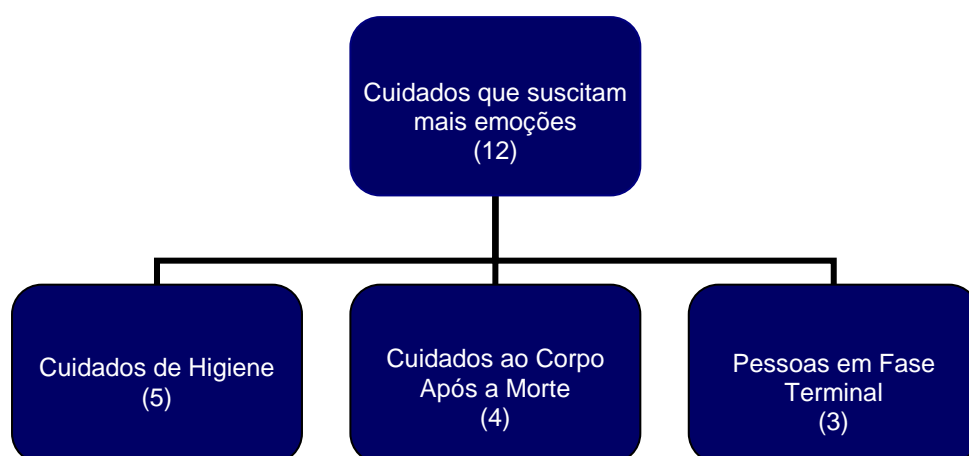 Cuidados que suscitam
mais emoções
(12)
Cuidados de Higiene
(5)
Cuidados ao Corpo
Após a Morte
(4)
Pessoas em Fase
Terminal
(3)